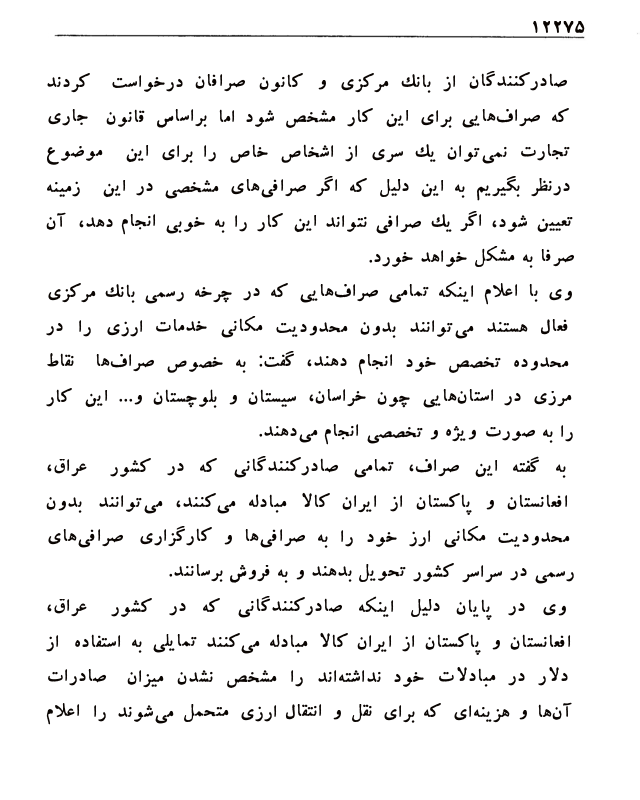 ۱۲۲۷۵
صادرکنندگان از بانك مرکزی و کانون صرافان درخواست کردند
که صراف‌هایی برای این کار مشخص شود اما براساس قانون جاری
تجارت نمی‌توان یك سری از اشخاص خاص را برای این موضوع
درنظر بگیریم به این دلیل که اگر صرافی‌های مشخصی در این زمینه
تعیین شود، اگر یك صرافی نتواند این کار را به خوبی انجام دهد، آن
صرفا به مشکل خواهد خورد.
وی با اعلام اینکه تمامی صراف‌هایی که در چرخه رسمی بانك مرکزی
فعال هستند می‌توانند بدون محدودیت مکانی خدمات ارزی را در
محدوده تخصص خود انجام دهند، گفت: به خصوص صراف‌ها نقاط
مرزی در استان‌هایی چون خراسان، سیستان و بلوچستان و... این کار
را به صورت ویژه و تخصصی انجام می‌دهند.
به گفته این صراف، تمامی صادرکنندگانی که در کشور عراق،
افغانستان و پاکستان از ایران کالا مبادله می‌کنند، می‌توانند بدون
محدودیت مکانی ارز خود را به صرافی‌ها و کارگزاری صرافی‌های
رسمی در سراسر کشور تحویل بدهند و به فروش برسانند.
وی در پایان دلیل اینکه صادرکنندگانی که در کشور عراق،
افغانستان و پاکستان از ایران کالا مبادله می‌کنند تمایلی به استفاده از
دلار در مبادلات خود نداشته‌اند را مشخص نشدن میزان صادرات
آن‌ها و هزینه‌ای که برای نقل و انتقال ارزی متحمل می‌شوند را اعلام